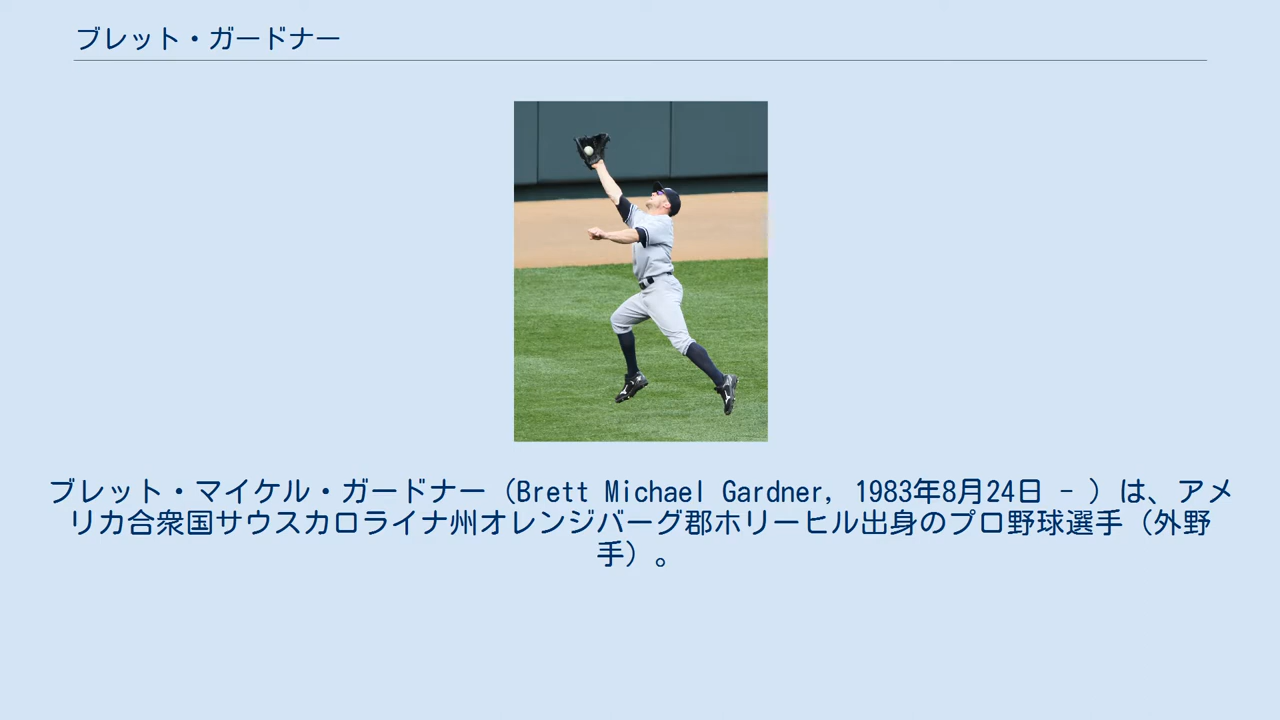 ブレット・ガードナー
ブレット・マイケル・ガードナー（Brett Michael Gardner, 1983年8月24日 - ）は、アメ
リカ合衆国サウスカロライナ州オレンジバーグ郡ホリーヒル出身のプロ野球選手（外野
手）。